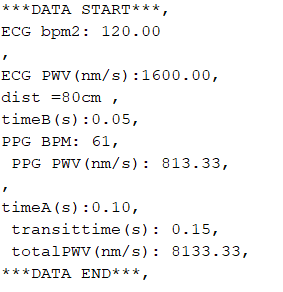 ***DATA START***,
ECG bpm2: 120.00
,
ECG PWV(nm/s):1600.00,
dist =80cm ,
timeB(s):0.05,
PPG BPM: 61,
PPG PWV(nm/s): 813.33,
,
timeA(s):0.10,
transittime(s): 0.15,
totalPWV(nm/s): 8133.33,
***DATA END***,